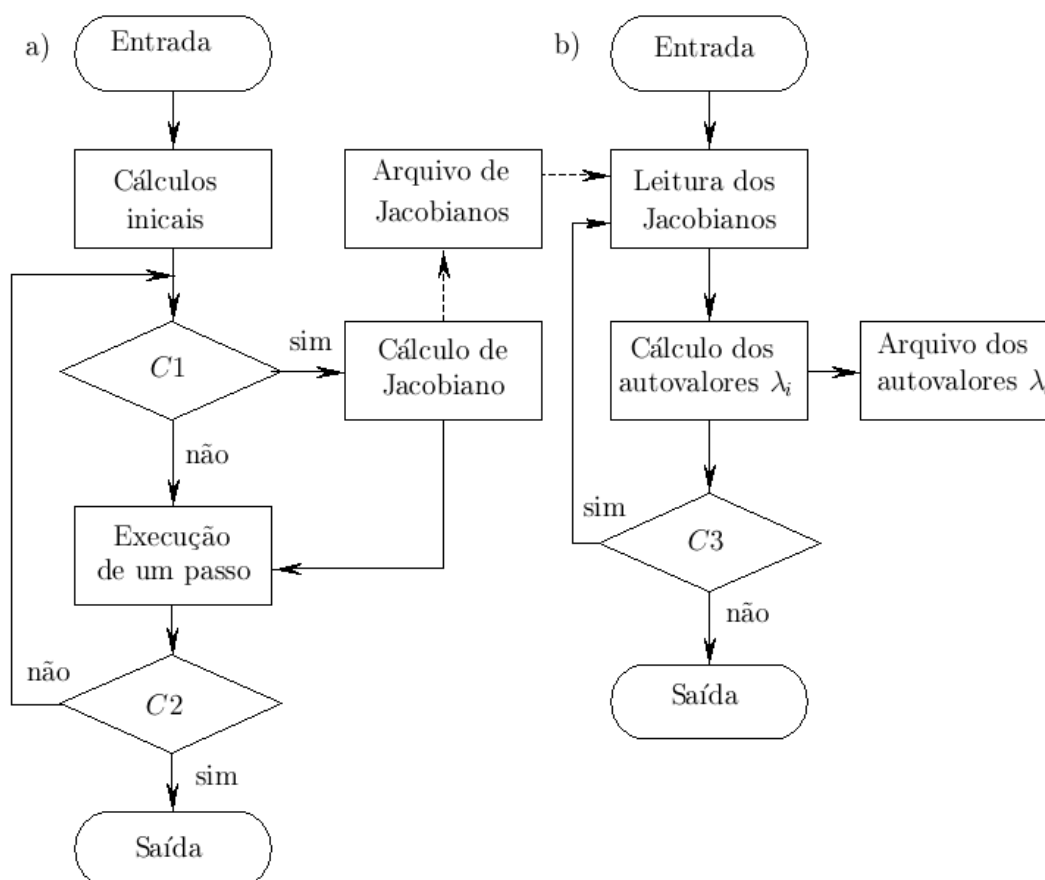 a)
Entrada
Cálculos
inicais
C1
sim
não
Arquivo de
Jacobianos
Cálculo de
Jacobiano
Execução
de um passo
C2
não
sim
Saída
b)
Entrada
Leitura dos
Jacobianos
Cálculo dos
autovalores λᵢ
Arquivo dos
autovalores λ
C3
sim
não
Saída